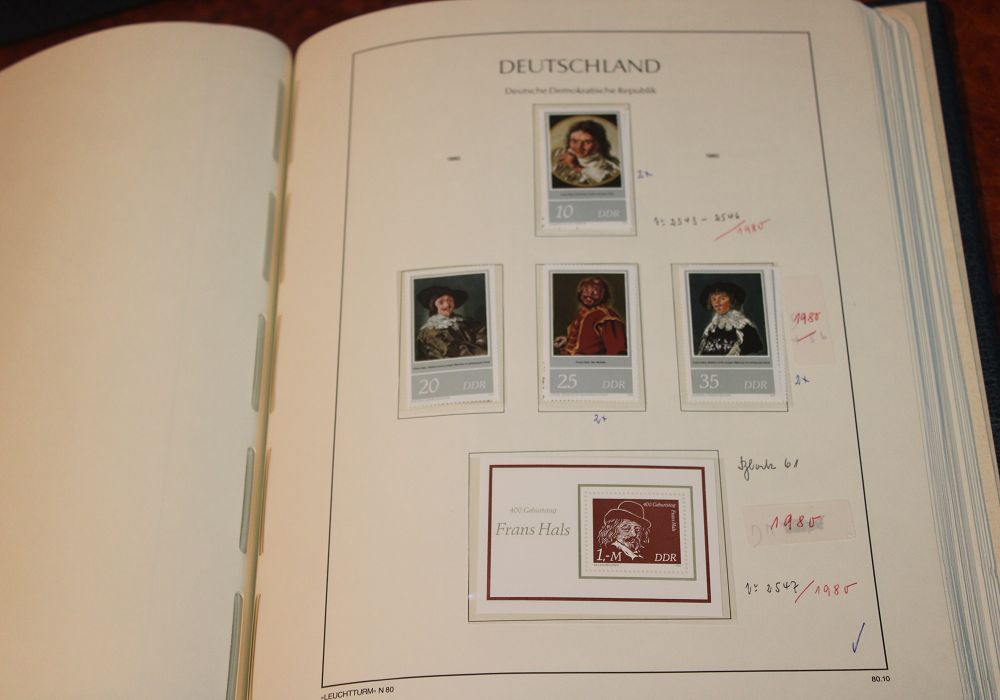 DEUTSCHLAND
Deutsche Demokratische Republik
1980
1980
10 DDR
2x
2543 - 2546
/1980
20 DDR
25 DDR
35 DDR
1980
2x
2x
Block 61
400. Geburtstag
Frans Hals
400. Geburtstag
Frans Hals
1,-M
DDR
1980
2547/1980
»LEUCHTTURM« N 80
80.10